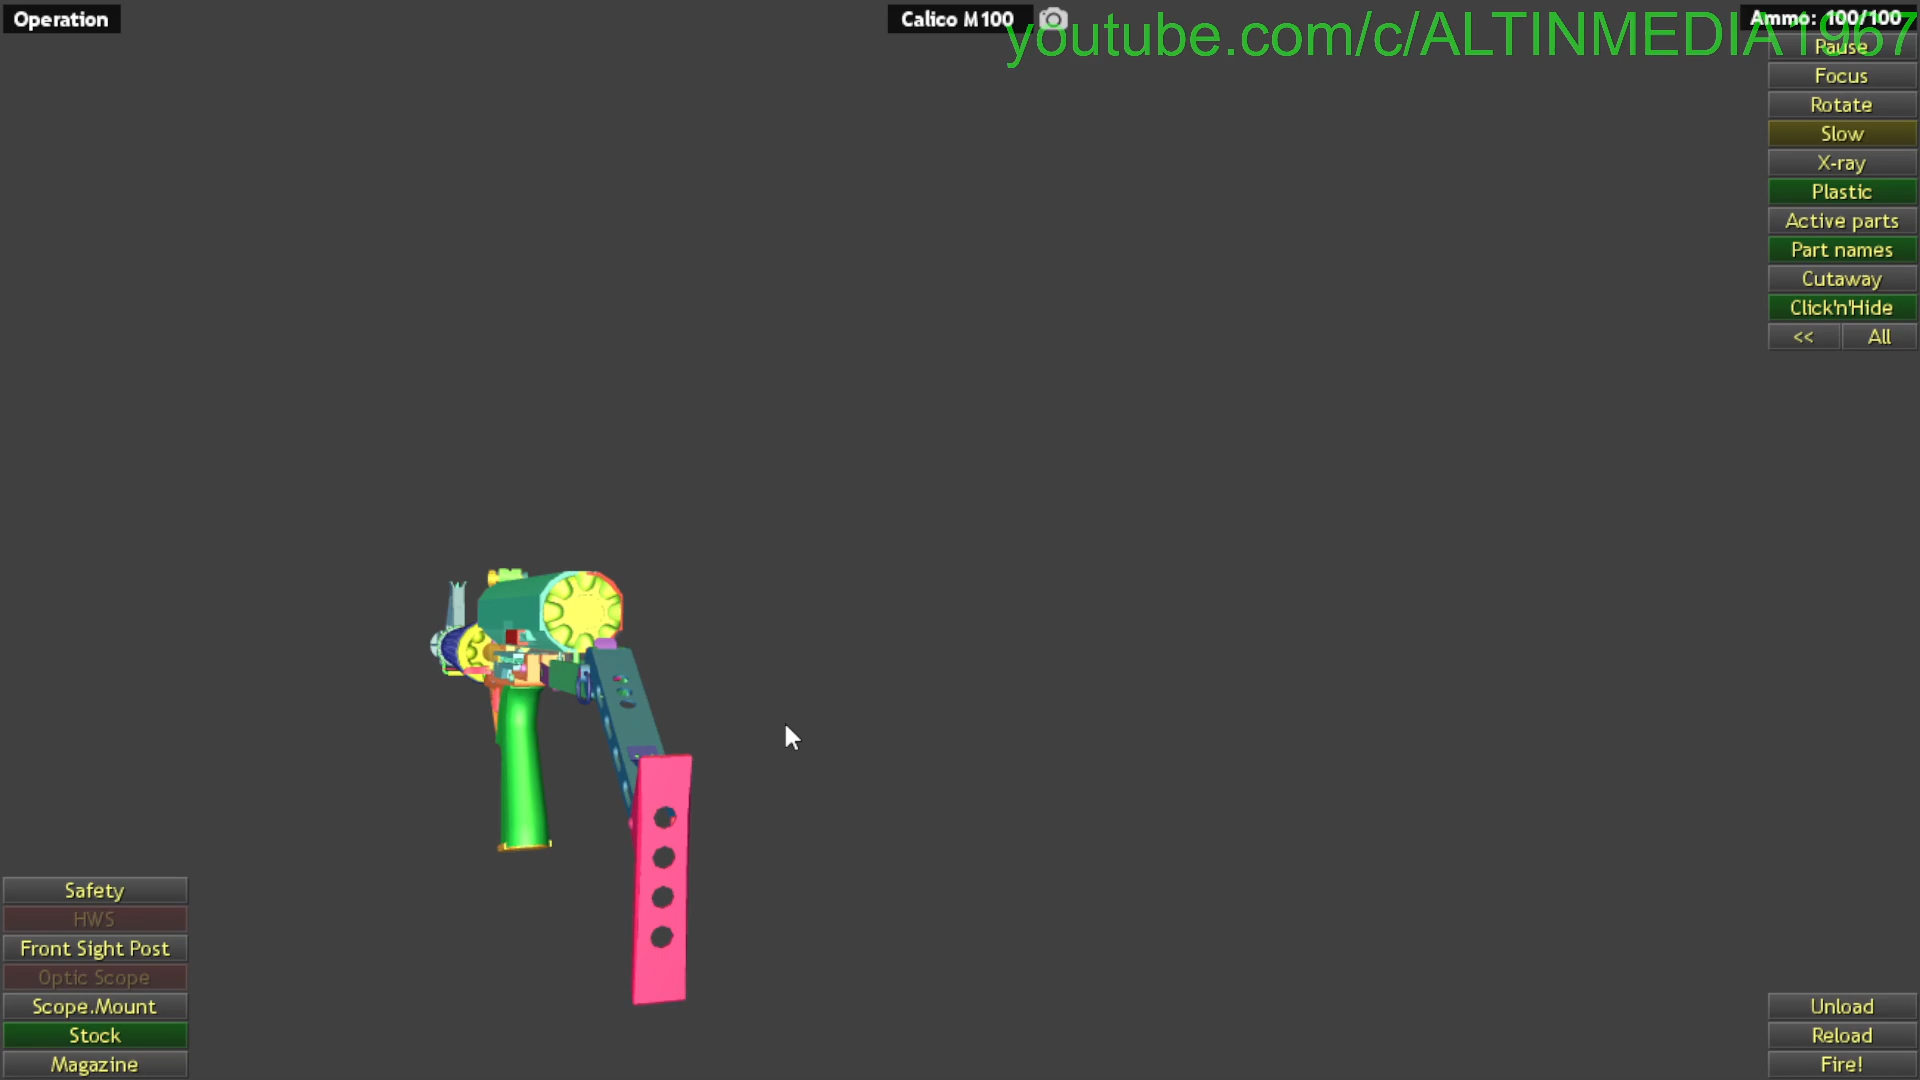 Operation
Calico M100
Ammo: 100/100
youtube.com/c/ALTINMEDIA1967
Pause
Focus
Rotate
Slow
X-ray
Plastic
Active parts
Part names
Cutaway
Click'n'Hide
<< All
Safety
HWS
Front Sight Post
Optic Scope
Scope.Mount
Stock
Magazine
Unload
Reload
Fire!